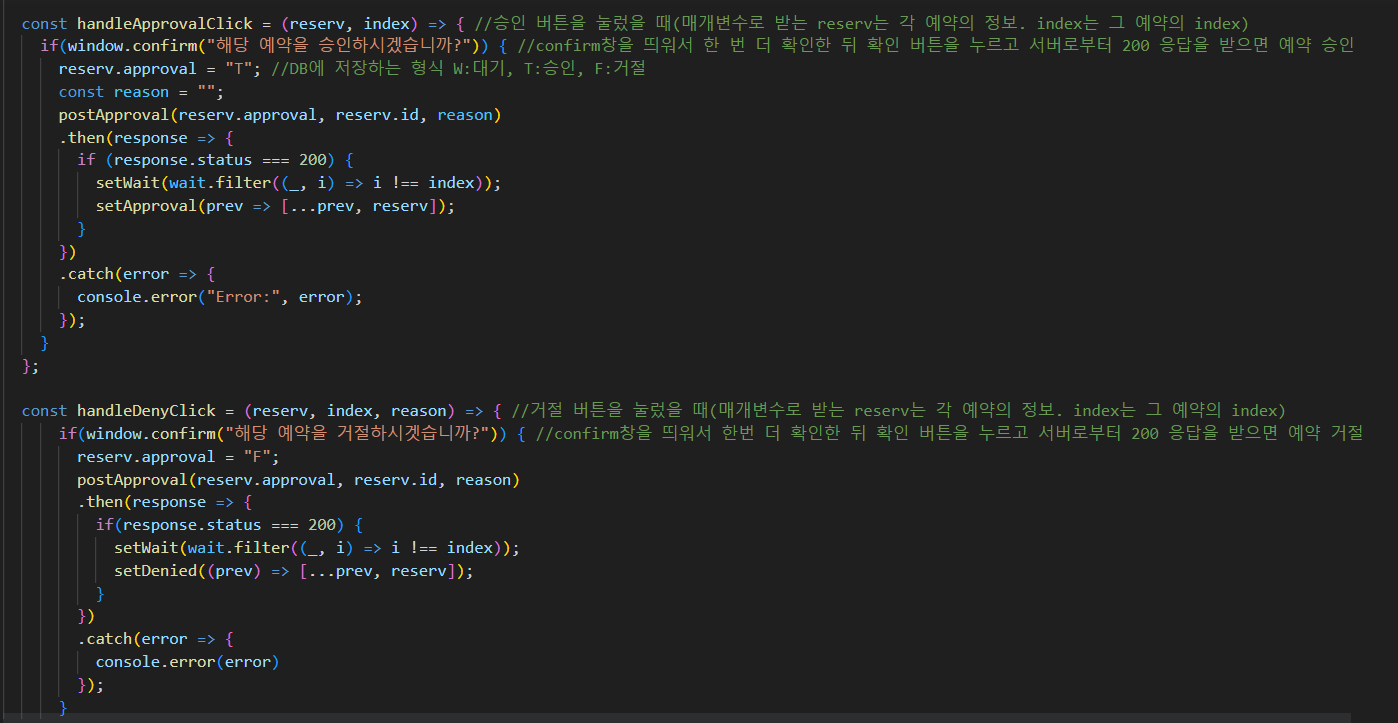 const handleApprovalClick = (reserv, index) => { //승인 버튼을 눌렀을 때(매개변수로 받는 reserv는 각 예약의 정보. index는 그 예약의 index)
if(window.confirm("해당 예약을 승인하시겠습니까?")) { //confirm창을 띄워서 한 번 더 확인한 뒤 확인 버튼을 누르고 서버로부터 200 응답을 받으면 예약 승인
reserv.approval = "T"; //DB에 저장하는 형식 W:대기, T:승인, F:거절
const reason = "";
postApproval(reserv.approval, reserv.id, reason)
.then(response => {
if (response.status === 200) {
setWait(wait.filter((_, i) => i !== index));
setApproval(prev => [...prev, reserv]);
}
})
.catch(error => {
console.error("Error:", error);
});
}
};
const handleDenyClick = (reserv, index, reason) => { //거절 버튼을 눌렀을 때(매개변수로 받는 reserv는 각 예약의 정보. index는 그 예약의 index)
if(window.confirm("해당 예약을 거절하시겠습니까?")) { //confirm창을 띄워서 한번 더 확인한 뒤 확인 버튼을 누르고 서버로부터 200 응답을 받으면 예약 거절
reserv.approval = "F";
postApproval(reserv.approval, reserv.id, reason)
.then(response => {
if(response.status === 200) {
setWait(wait.filter((_, i) => i !== index));
setDenied((prev) => [...prev, reserv]);
}
})
.catch(error => {
console.error(error)
});
}